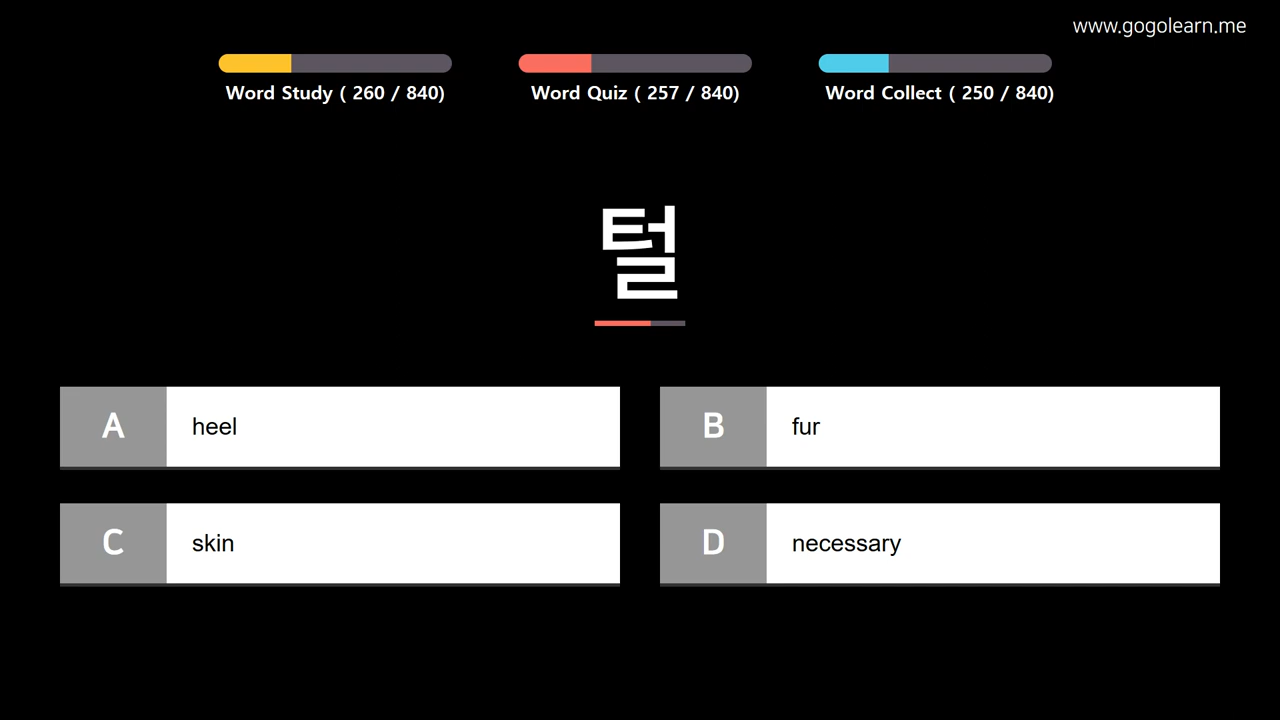 www.gogolearn.me
Word Study ( 260 / 840)
Word Quiz ( 257 / 840)
Word Collect ( 250 / 840)
털
A heel
B fur
C skin
D necessary